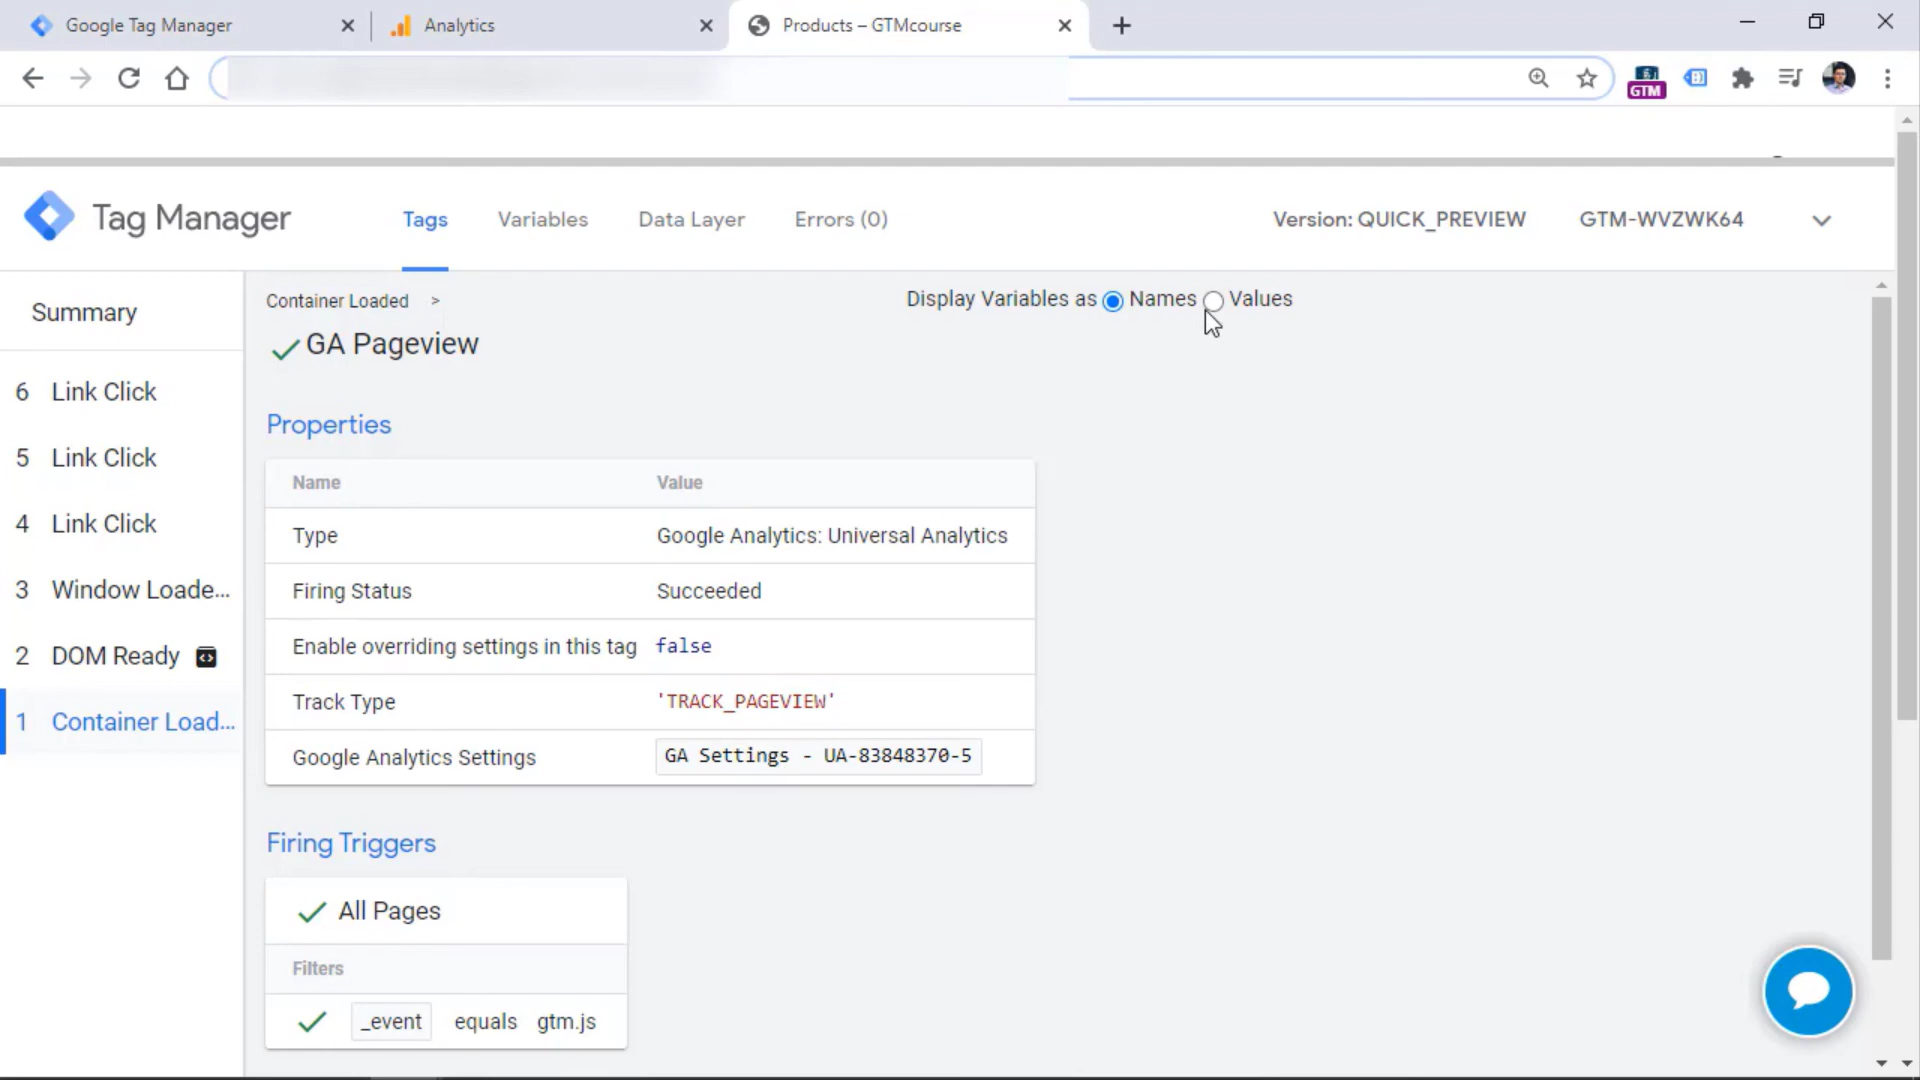 Google Tag Manager
Analytics
Products – GTMcourse
GTM
Tag Manager
Tags
Variables
Data Layer
Errors (0)
Version: QUICK_PREVIEW
GTM-WVZWK64
Summary
6 Link Click
5 Link Click
4 Link Click
3 Window Loade...
2 DOM Ready
1 Container Load...
Container Loaded >
Display Variables as Names Values
GA Pageview
Properties
Name Value
Type Google Analytics: Universal Analytics
Firing Status Succeeded
Enable overriding settings in this tag false
Track Type 'TRACK_PAGEVIEW'
Google Analytics Settings GA Settings - UA-83848370-5
Firing Triggers
All Pages
Filters
_event equals gtm.js